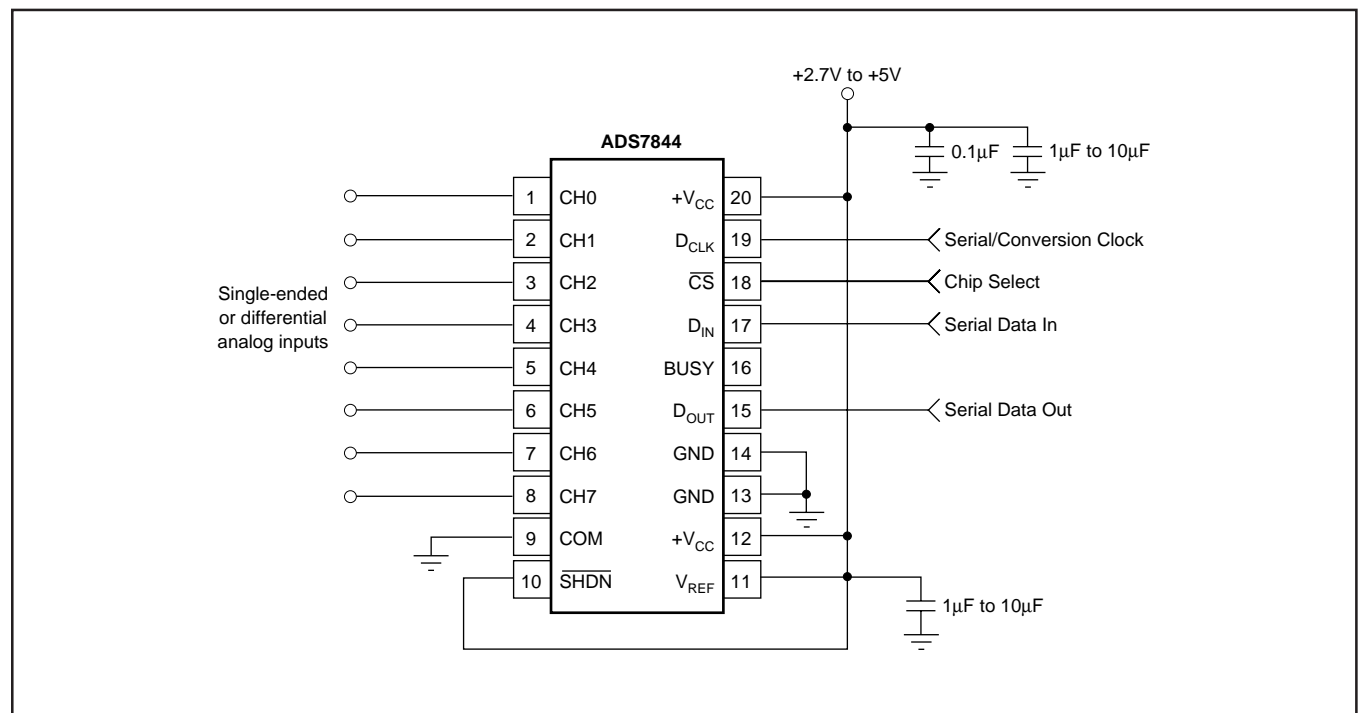 +2.7V to +5V
0.1µF
1µF to 10µF
ADS7844
Single-ended
or differential
analog inputs
1 CH0 +VCC 20
2 CH1 DCLK 19 Serial/Conversion Clock
3 CH2 CS 18 Chip Select
4 CH3 DIN 17 Serial Data In
5 CH4 BUSY 16
6 CH5 DOUT 15 Serial Data Out
7 CH6 GND 14
8 CH7 GND 13
9 COM +VCC 12
10 SHDN VREF 11
1µF to 10µF